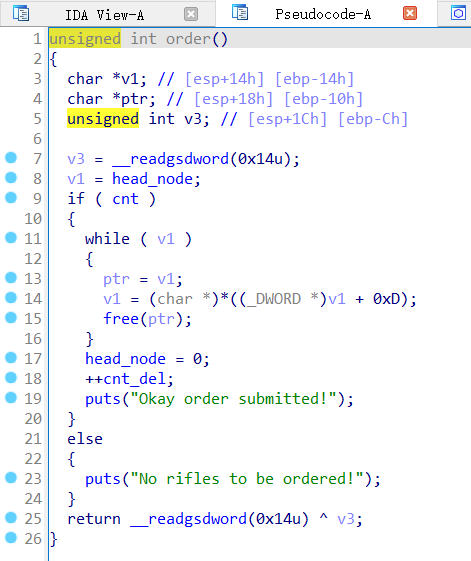 IDA View-A Pseudocode-A
1 unsigned int order()
2 {
3   char *v1; // [esp+14h] [ebp-14h]
4   char *ptr; // [esp+18h] [ebp-10h]
5   unsigned int v3; // [esp+1Ch] [ebp-Ch]
6
7   v3 = __readgsdword(0x14u);
8   v1 = head_node;
9   if ( cnt )
10   {
11     while ( v1 )
12     {
13       ptr = v1;
14       v1 = (char *)*((_DWORD *)v1 + 0xD);
15       free(ptr);
16     }
17     head_node = 0;
18     ++cnt_del;
19     puts("Okay order submitted!");
20   }
21   else
22   {
23     puts("No rifles to be ordered!");
24   }
25   return __readgsdword(0x14u) ^ v3;
26 }